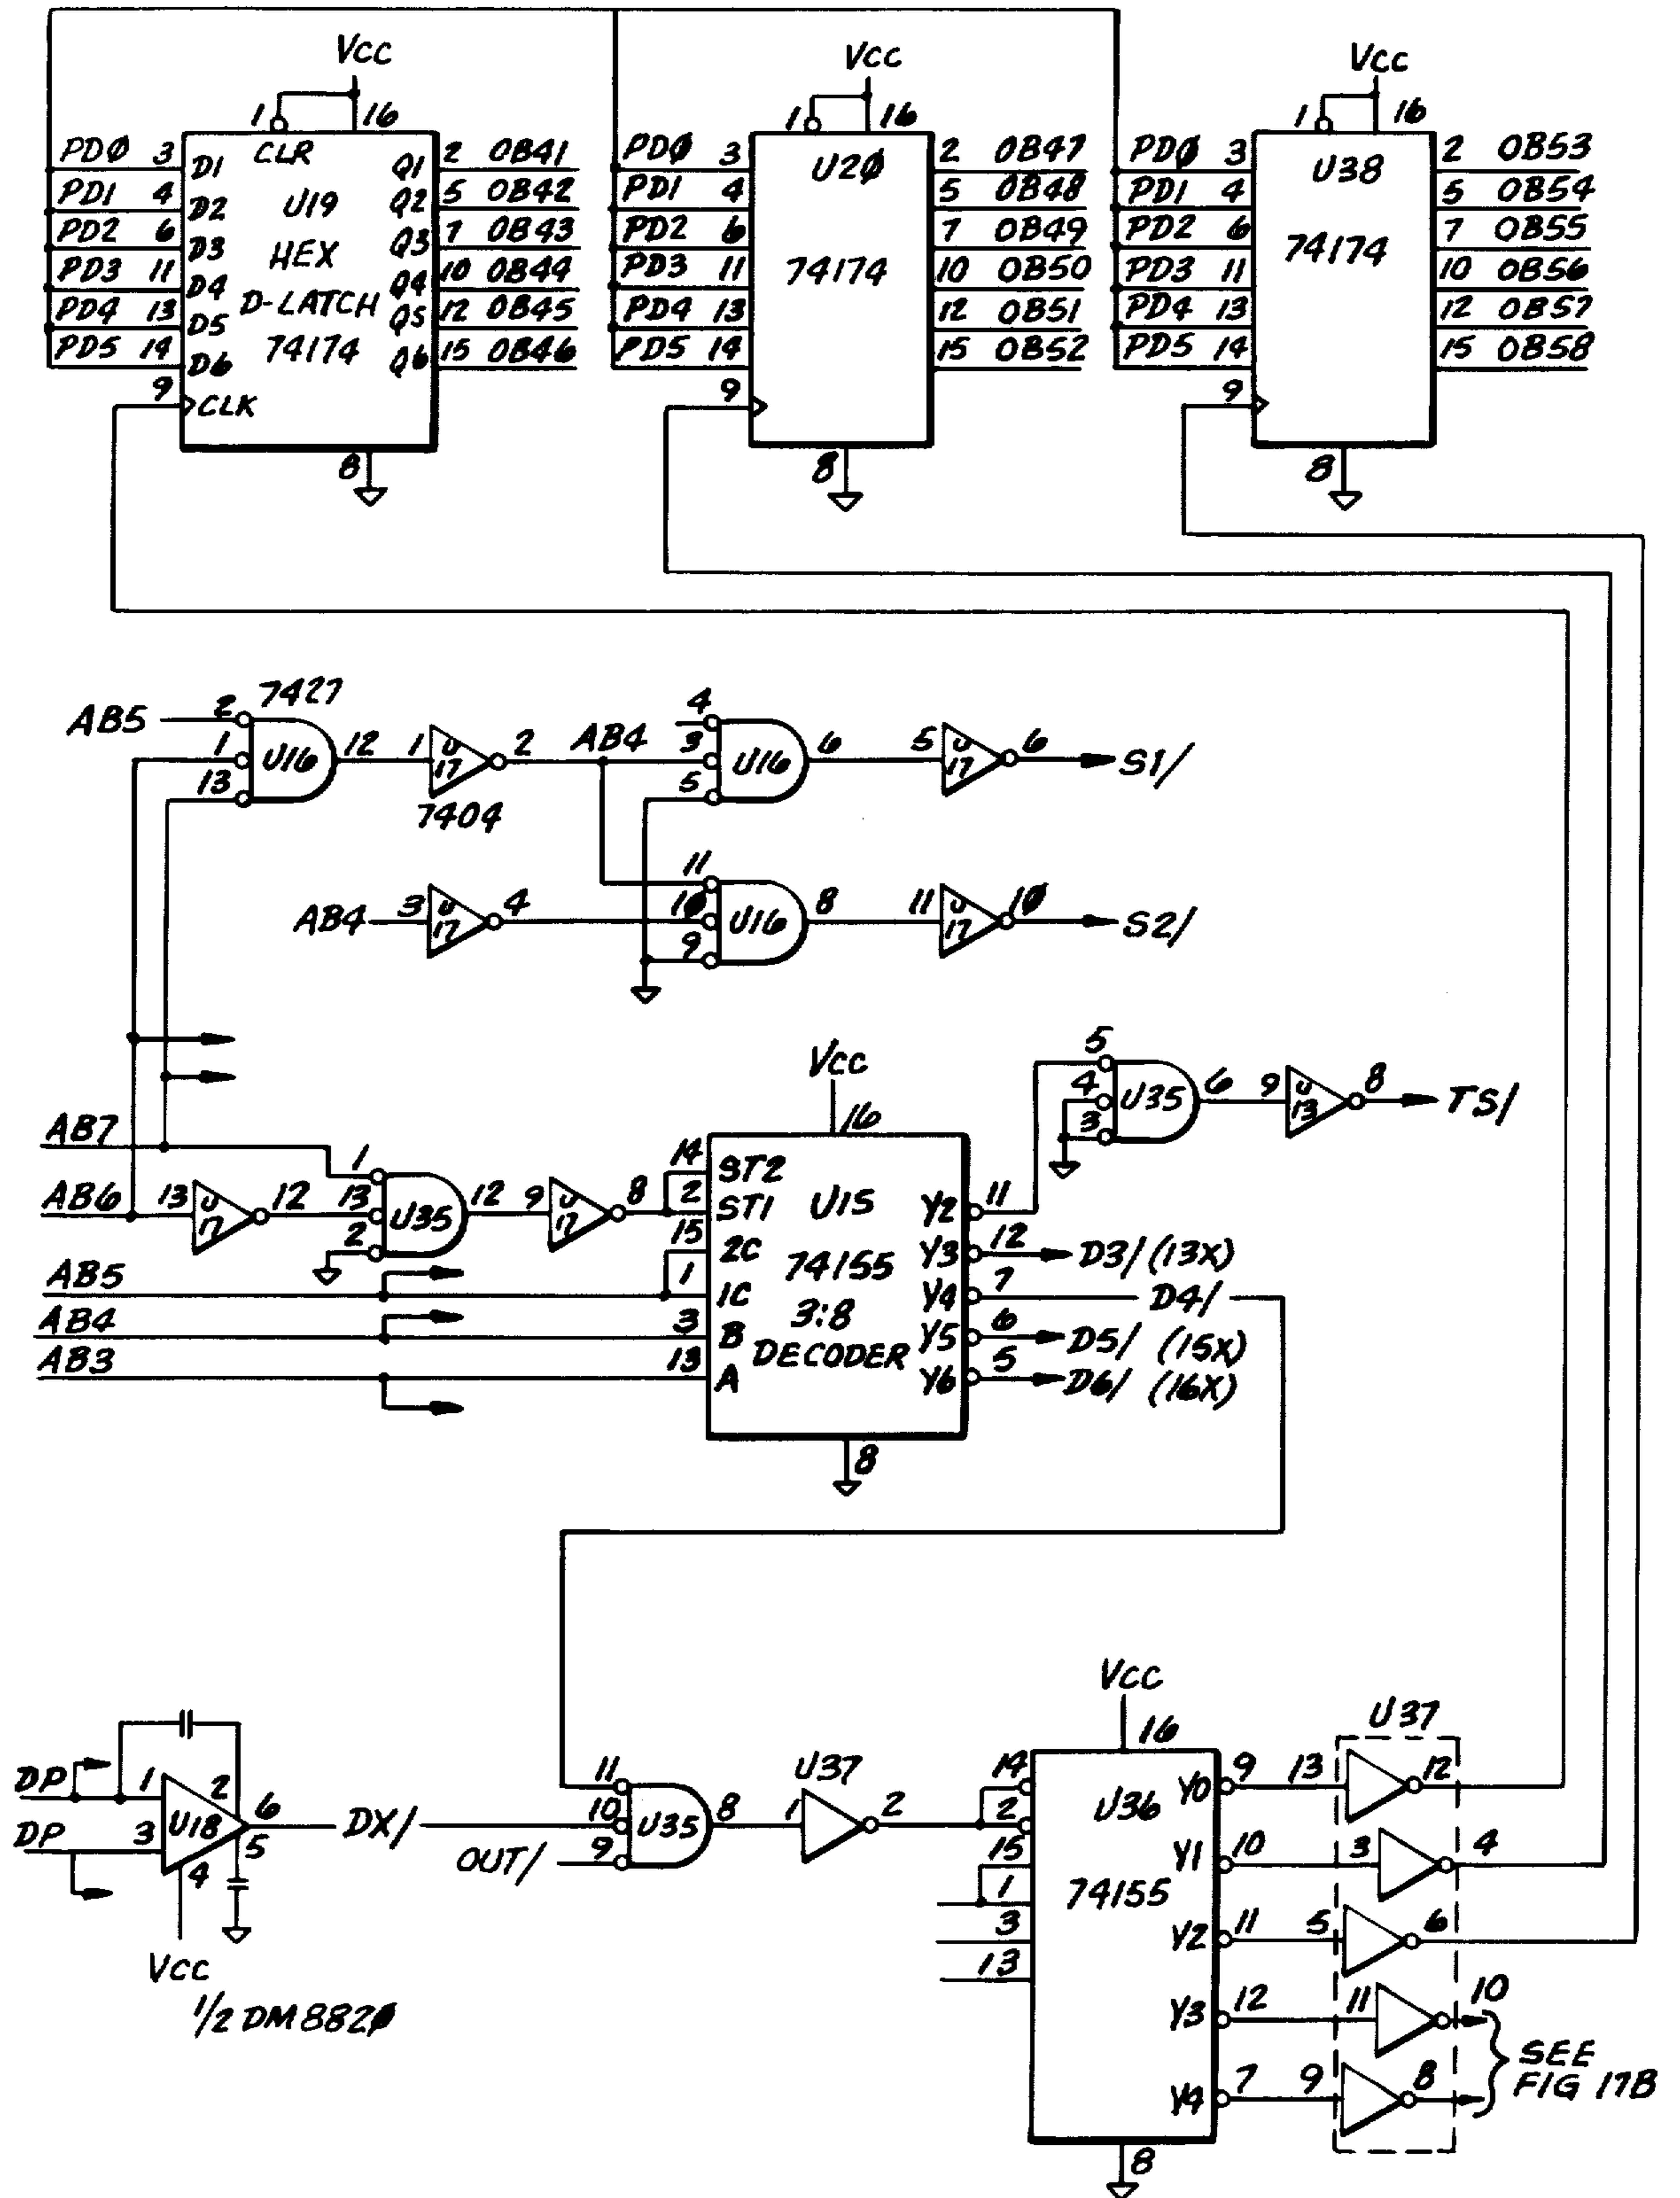 Vcc Vcc Vcc
1 16 1 16 1 16
CLR
PDØ 3 D1 Q1 2 OB41 PDØ 3 U2Ø 2 OB47 PDØ 3 U38 2 OB53
PD1 4 D2 U19 Q2 5 OB42 PD1 4 5 OB48 PD1 4 5 OB54
PD2 6 D3 HEX Q3 7 OB43 PD2 6 7 OB49 PD2 6 74174 7 OB55
PD3 11 D4 Q4 10 OB44 PD3 11 74174 10 OB50 PD3 11 10 OB56
PD4 13 D5 D-LATCH Q5 12 OB45 PD4 13 12 OB51 PD4 13 12 OB57
PD5 14 D6 74174 Q6 15 OB46 PD5 14 15 OB52 PD5 14 15 OB58
9 CLK 9 9
8 8 8
7427
AB5 2 4
1 U16 12 1 U17 2 AB4 3 U16 6 5 U17 6 S1/
13 5
7404
11
AB4 3 U17 4 1Ø U16 8 11 U17 1Ø S2/
9
Vcc 5
16 4 U35 6 9 U13 8 TS/
3
AB7 1 14 ST2
AB6 13 U17 12 13 U35 12 9 U17 8 2 ST1 U15 Y2 11
2 15 2C 74155 Y3 12 D3/ (13X)
AB5 1 1C 3:8 Y4 7 D4/
AB4 3 B DECODER Y5 6 D5/ (15X)
AB3 13 A Y6 5 D6/ (16X)
8
Vcc
16 U37
DP 1 2 11 U37 14 U36 Y0 9 13 12
U18 6 DX/ 10 U35 8 1 2 2
DP 3 5 OUT/ 9 15 Y1 10 3 4
4 1 74155
Vcc 3 Y2 11 5 6
13
1/2 DM882Ø Y3 12 11 10
SEE
FIG 17B
Y4 7 9 8
8